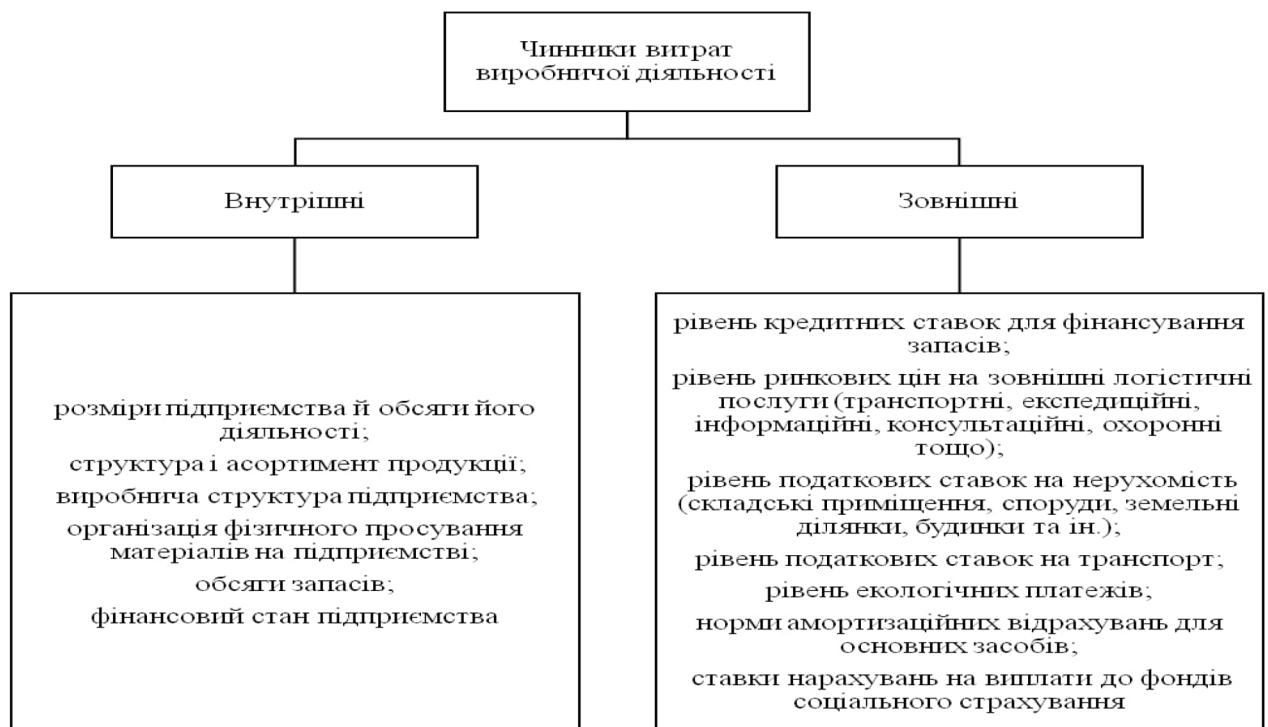 Чинники витрат
виробничої діяльності
Внутрішні
Зовнішні
розміри підприємства й обсяги його
діяльності;
структура і асортимент продукції;
виробнича структура підприємства;
організація фізичного просування
матеріалів на підприємстві;
обсяги запасів;
фінансовий стан підприємства
рівень кредитних ставок для фінансування
запасів;
рівень ринкових цін на зовнішні логістичні
послуги (транспортні, експедиційні,
інформаційні, консультаційні, охоронні
тощо);
рівень податкових ставок на нерухомість
(складські приміщення, споруди, земельні
ділянки, будинки та ін.);
рівень податкових ставок на транспорт;
рівень екологічних платежів;
норми амортизаційних відрахувань для
основних засобів;
ставки нарахувань на виплати до фондів
соціального страхування